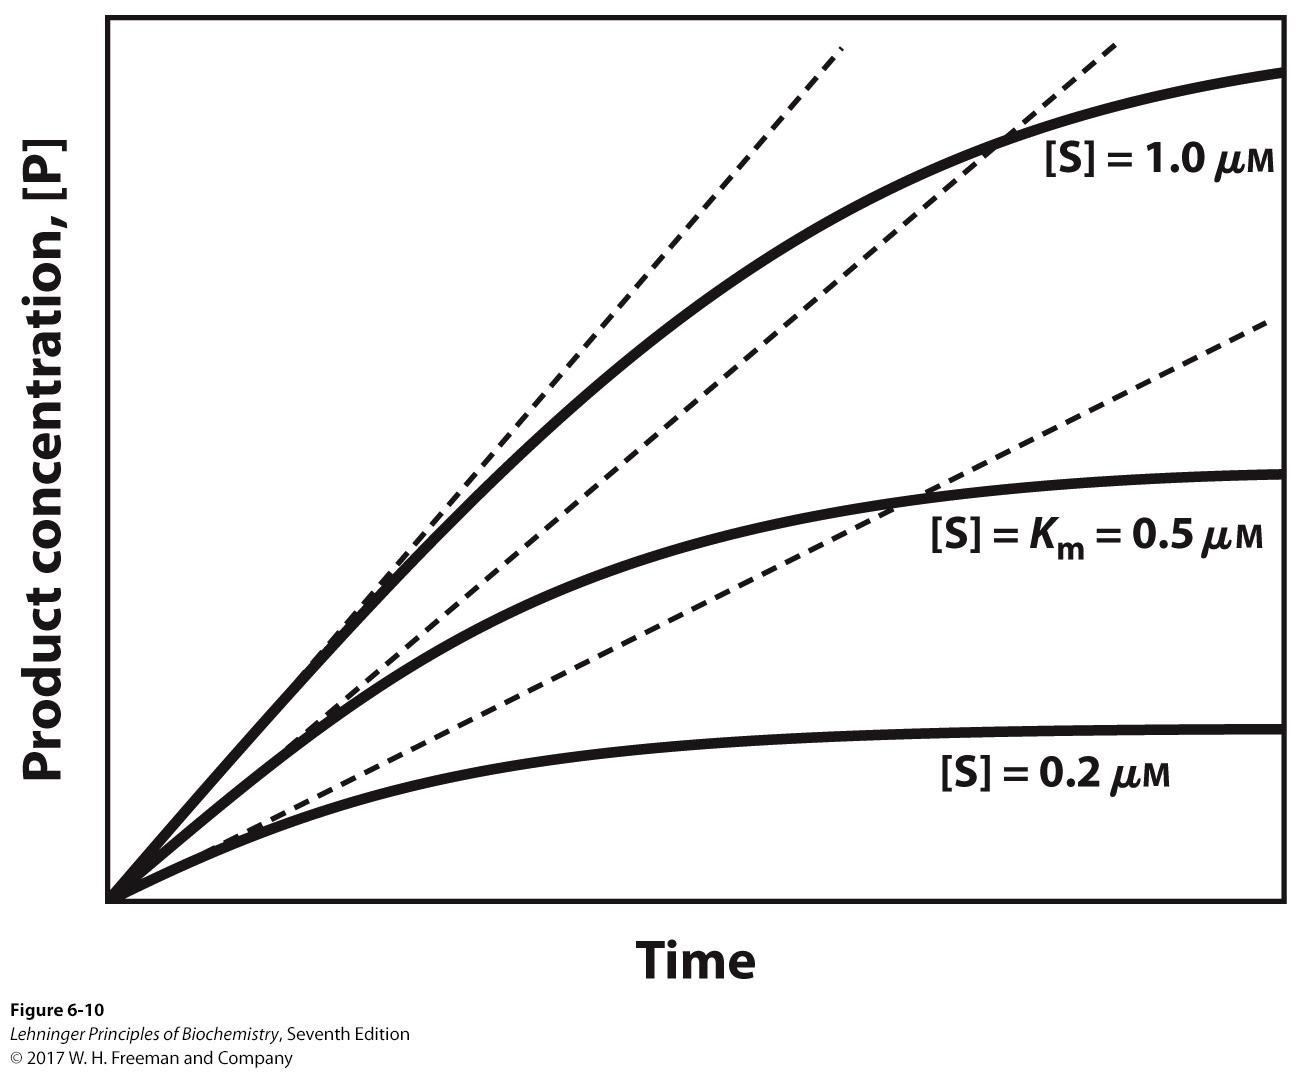 Product concentration, [P]
[S] = 1.0 μM
[S] = Km = 0.5 μM
[S] = 0.2 μM
Time
Figure 6-10
Lehninger Principles of Biochemistry, Seventh Edition
© 2017 W. H. Freeman and Company